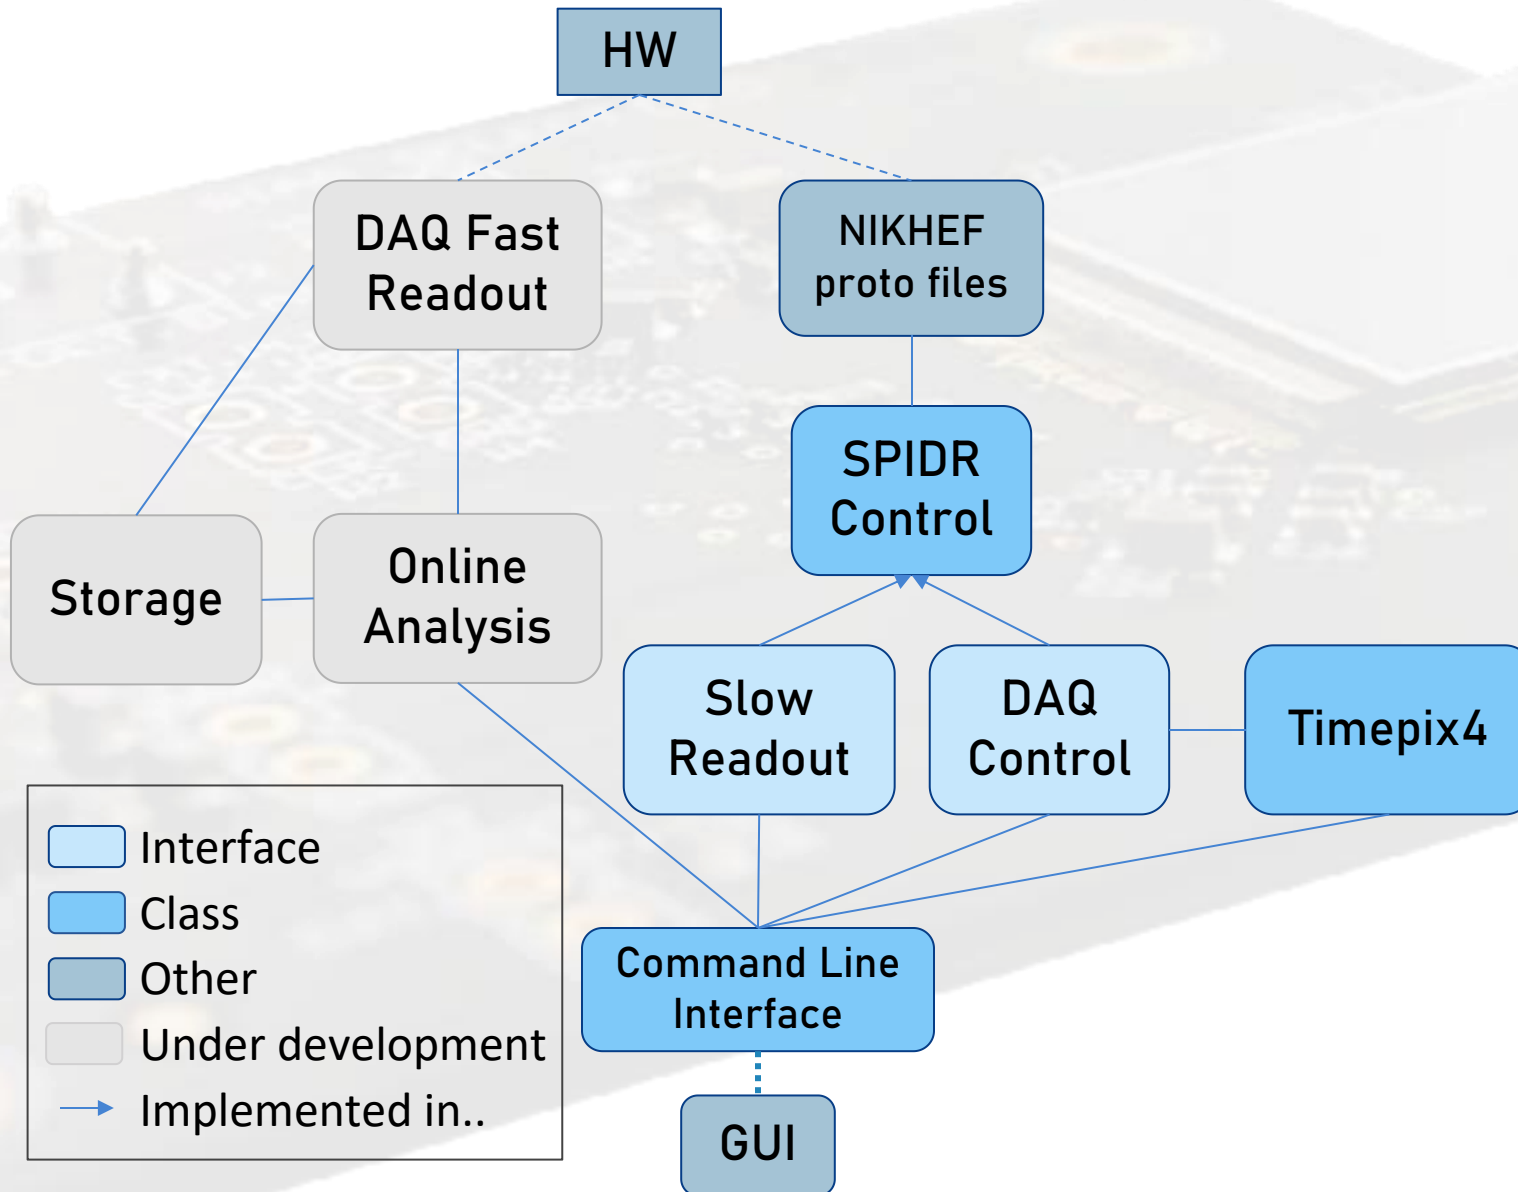 HW
DAQ Fast
Readout
NIKHEF
proto files
SPIDR
Control
Storage
Online
Analysis
Slow
Readout
DAQ
Control
Timepix4
Interface
Class
Other
Under development
Implemented in..
Command Line
Interface
GUI